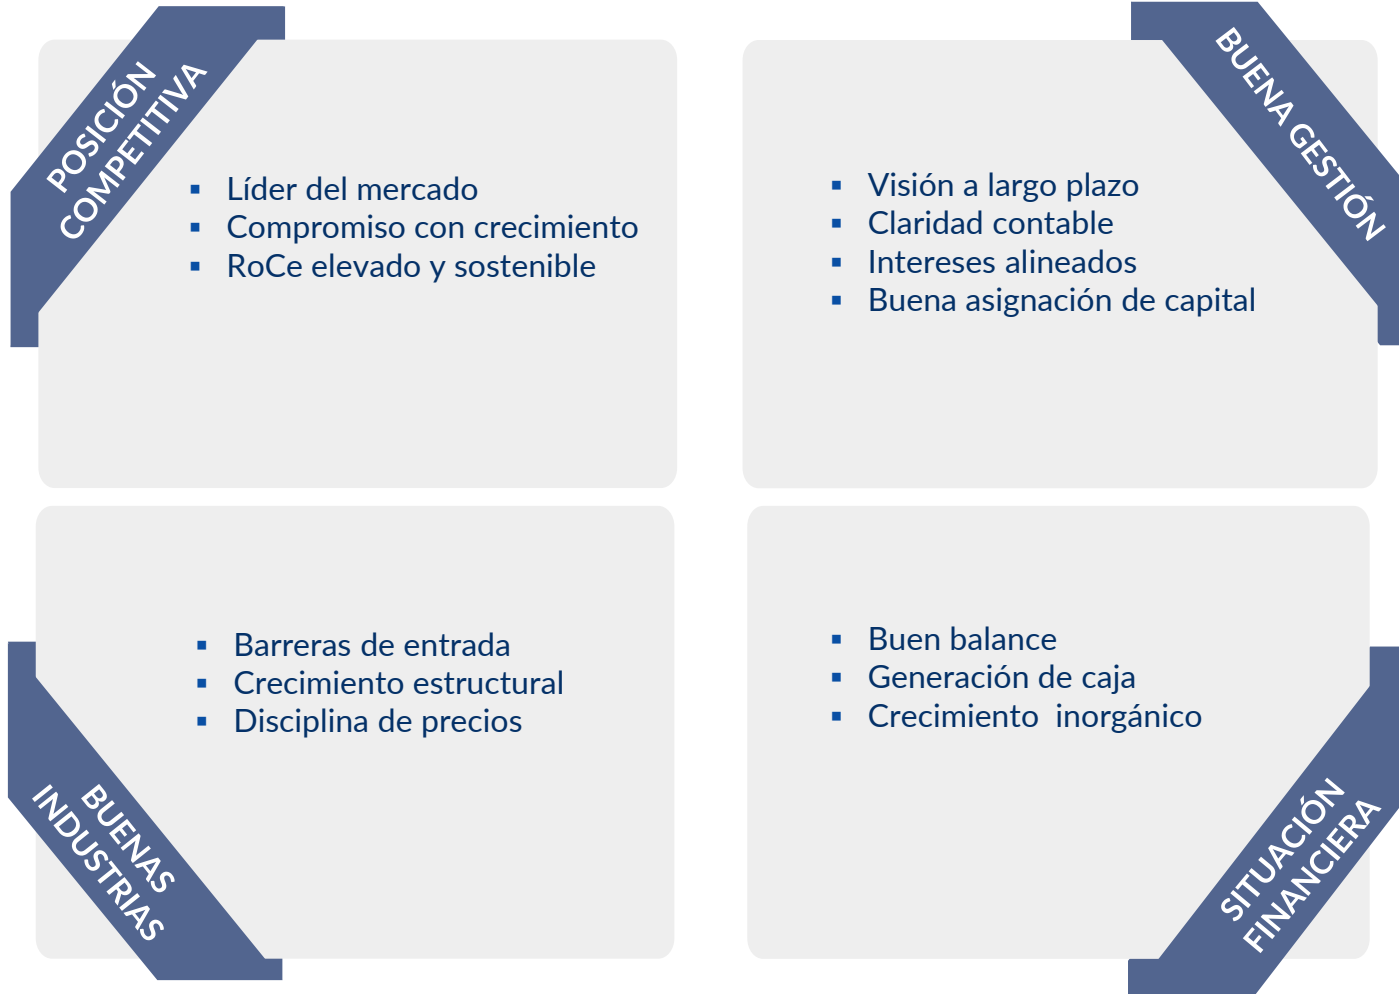 POSICIÓN
COMPETITIVA
▪ Líder del mercado
▪ Compromiso con crecimiento
▪ RoCe elevado y sostenible
BUENA GESTIÓN
▪ Visión a largo plazo
▪ Claridad contable
▪ Intereses alineados
▪ Buena asignación de capital
BUENAS
INDUSTRIAS
▪ Barreras de entrada
▪ Crecimiento estructural
▪ Disciplina de precios
SITUACIÓN
FINANCIERA
▪ Buen balance
▪ Generación de caja
▪ Crecimiento  inorgánico